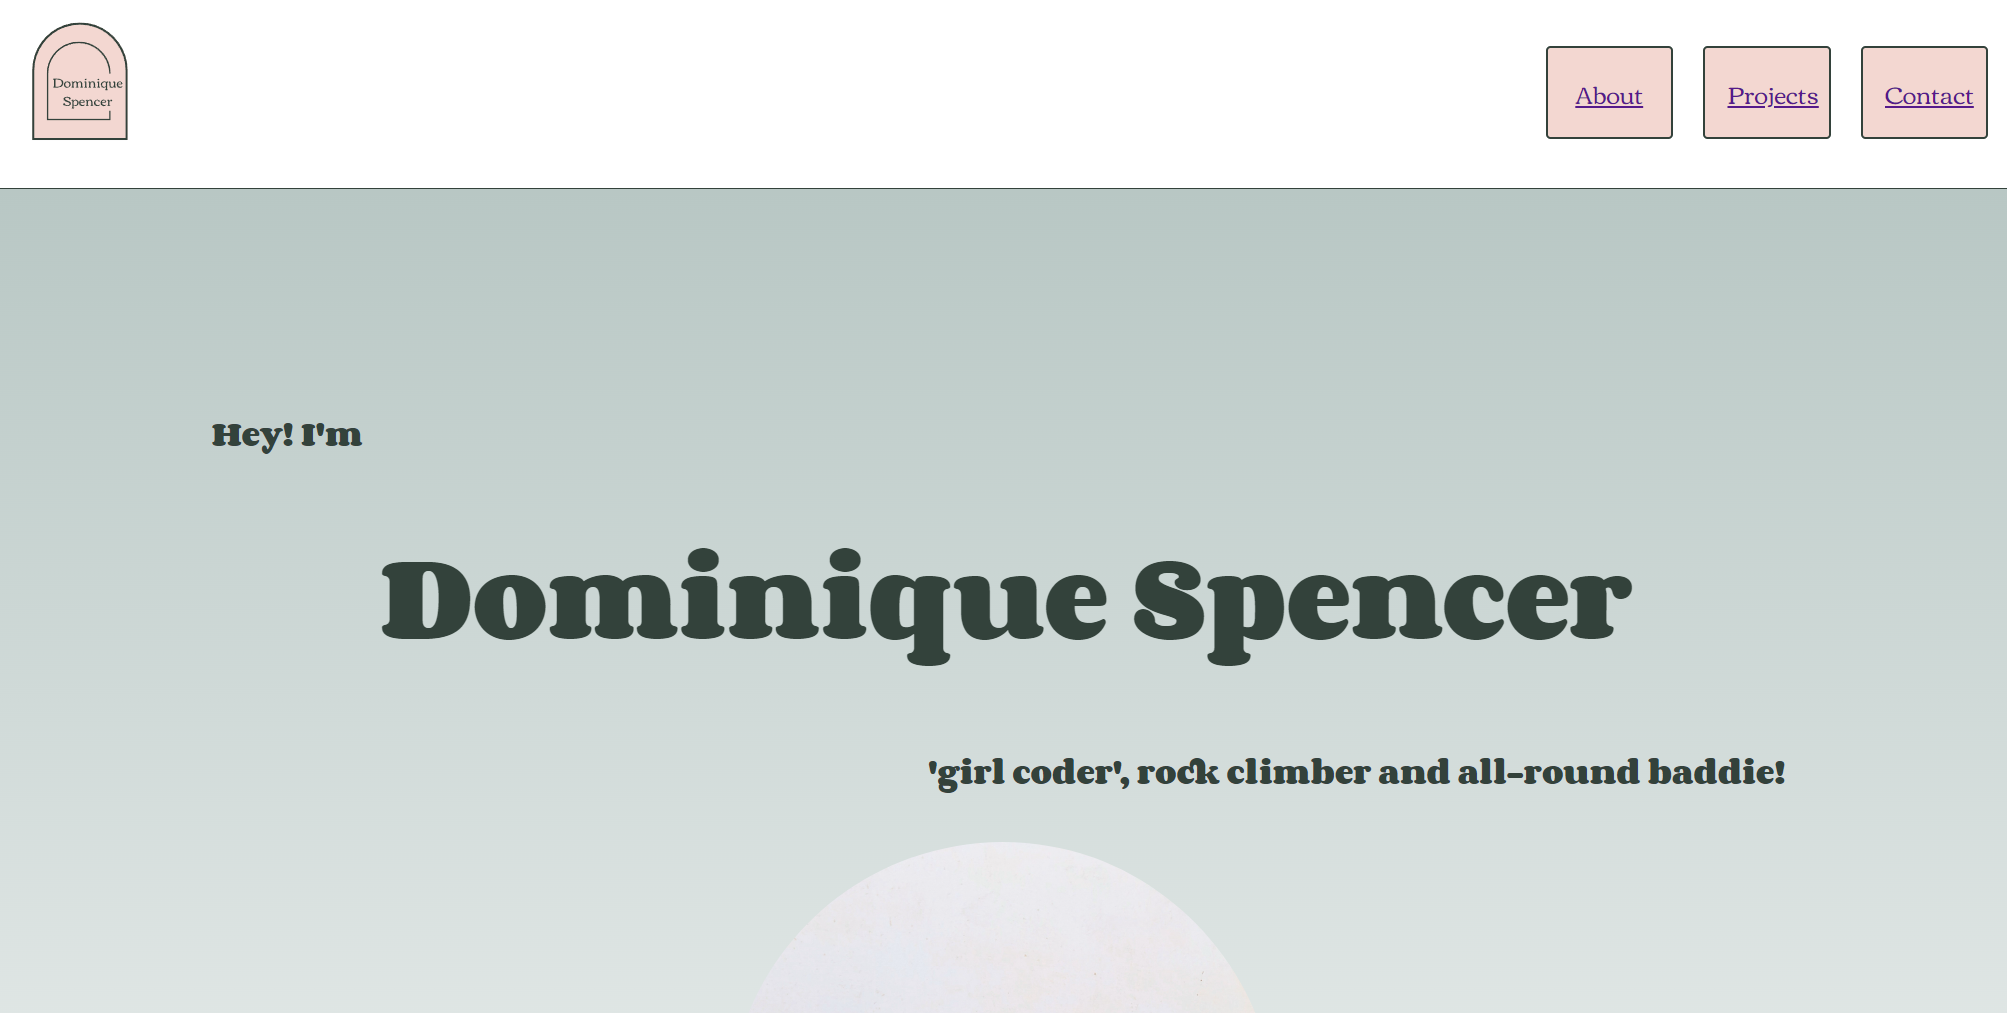 Dominique
Spencer
About
Projects
Contact
Hey! I'm
Dominique Spencer
'girl coder', rock climber and all-round baddie!